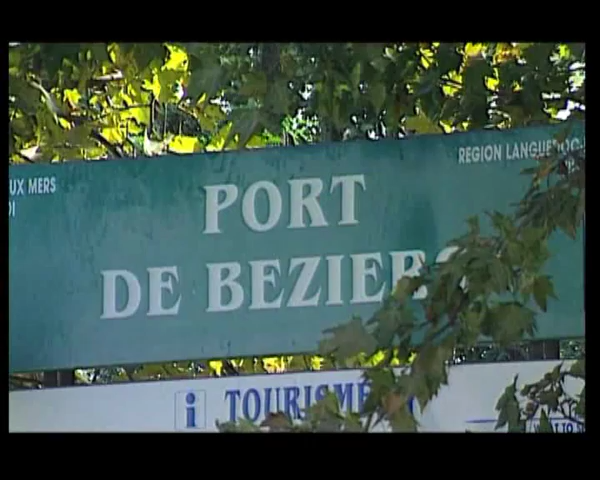 UX MERS
REGION LANGUEDOC-
PORT
DE BEZIERS
i TOURISME